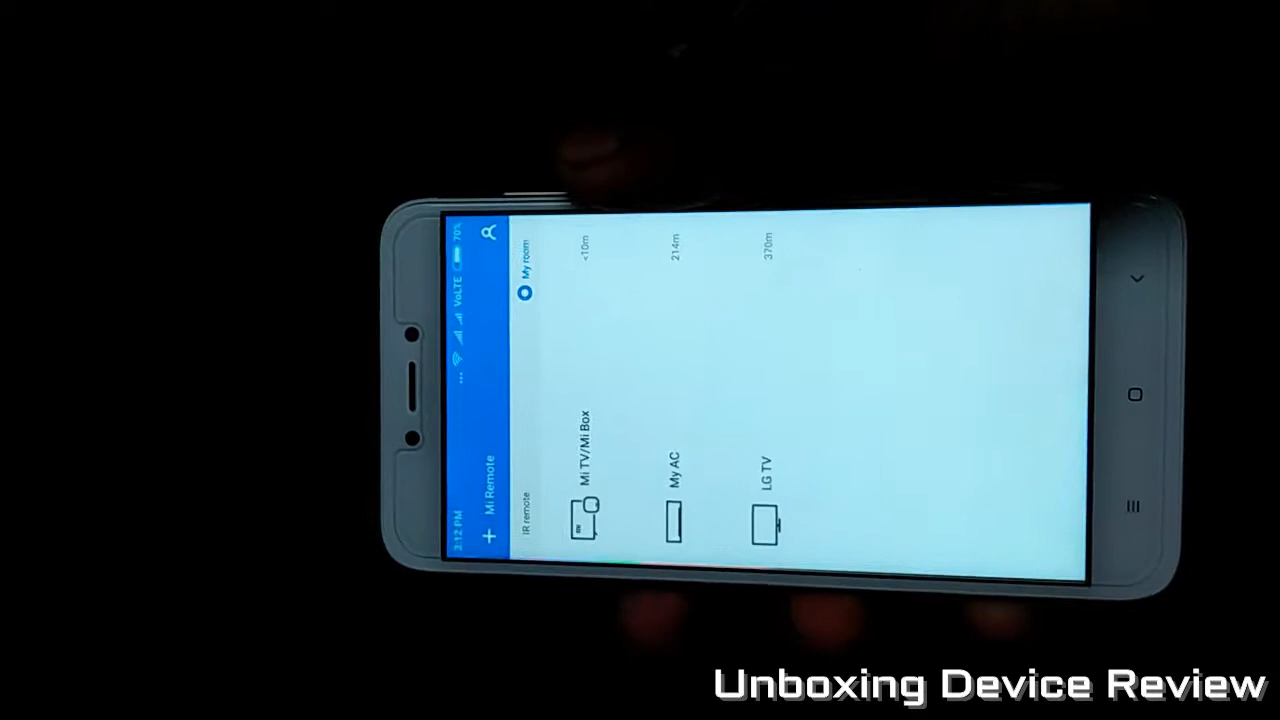 3:12 PM ... VoLTE 70%
Mi Remote
IR remote My room
Mi TV/Mi Box <10m
My AC 214m
LG TV 370m
Unboxing Device Review